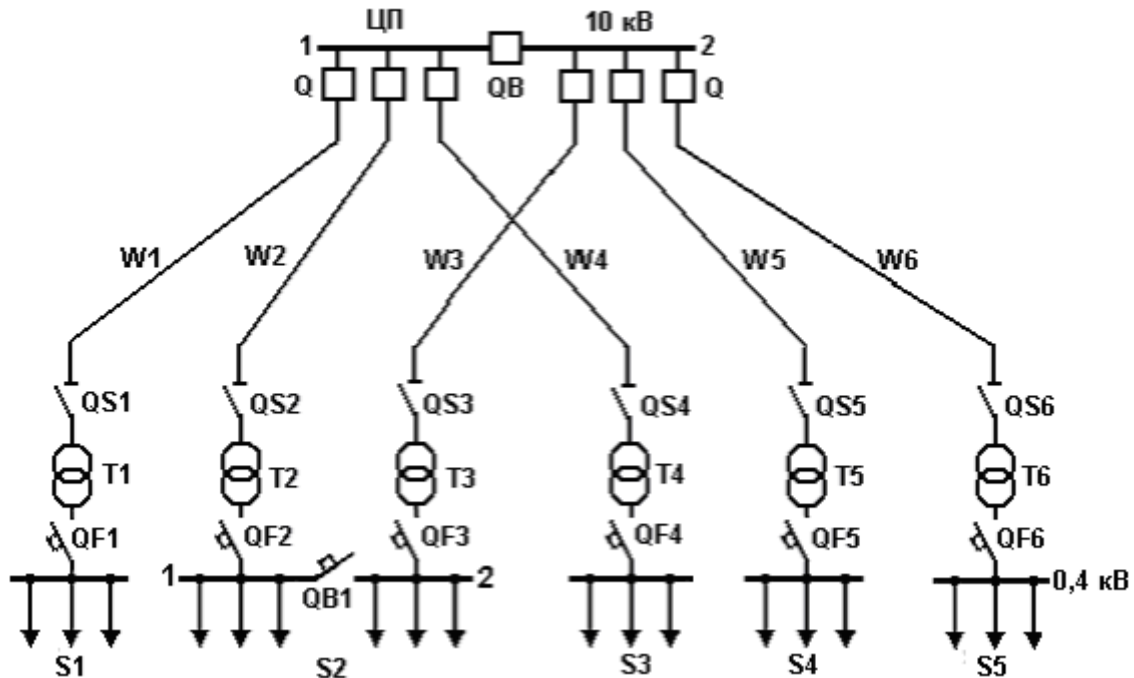 ЦП 10 кВ
1 2
Q QB Q
W1 W2 W3 W4 W5 W6
QS1 QS2 QS3 QS4 QS5 QS6
T1 T2 T3 T4 T5 T6
QF1 QF2 QF3 QF4 QF5 QF6
1 QB1 2 0,4 кВ
S1 S2 S3 S4 S5